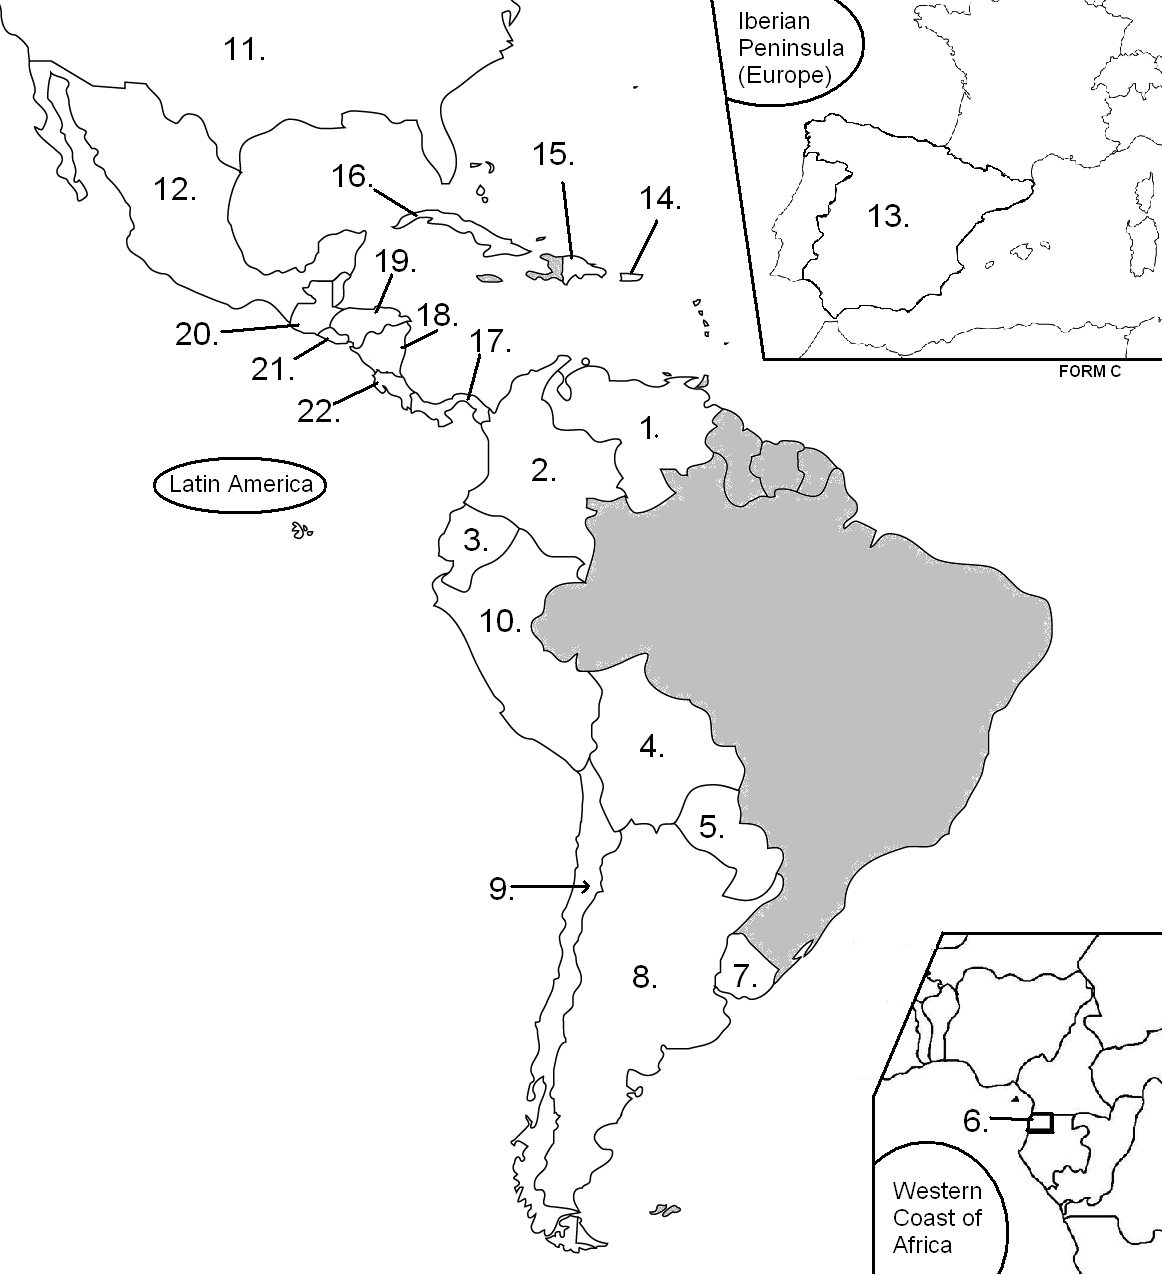 11.
Iberian
Peninsula
(Europe)
12.
16.
15.
14.
13.
19.
20.
18.
21.
17.
22.
FORM C
1.
2.
Latin America
3.
10.
4.
5.
9.
8.
7.
6.
Western
Coast of
Africa